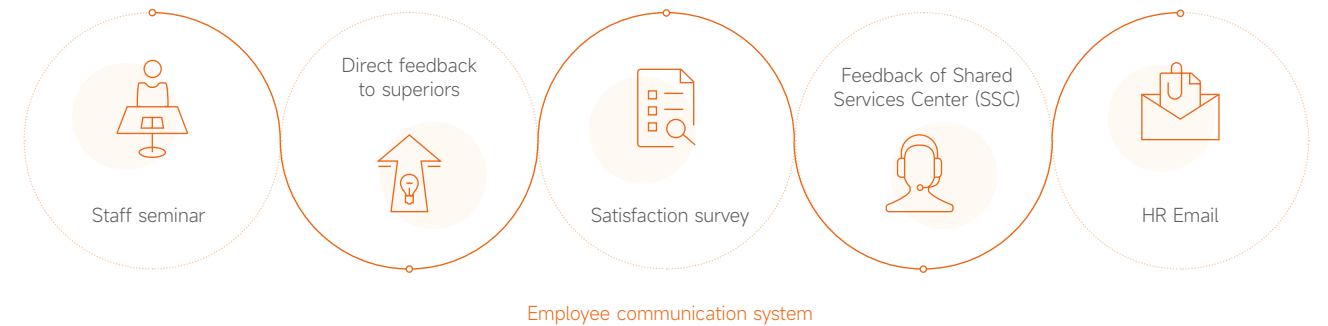 Staff seminar
Direct feedback
to superiors
Satisfaction survey
Feedback of Shared
Services Center (SSC)
HR Email
Employee communication system